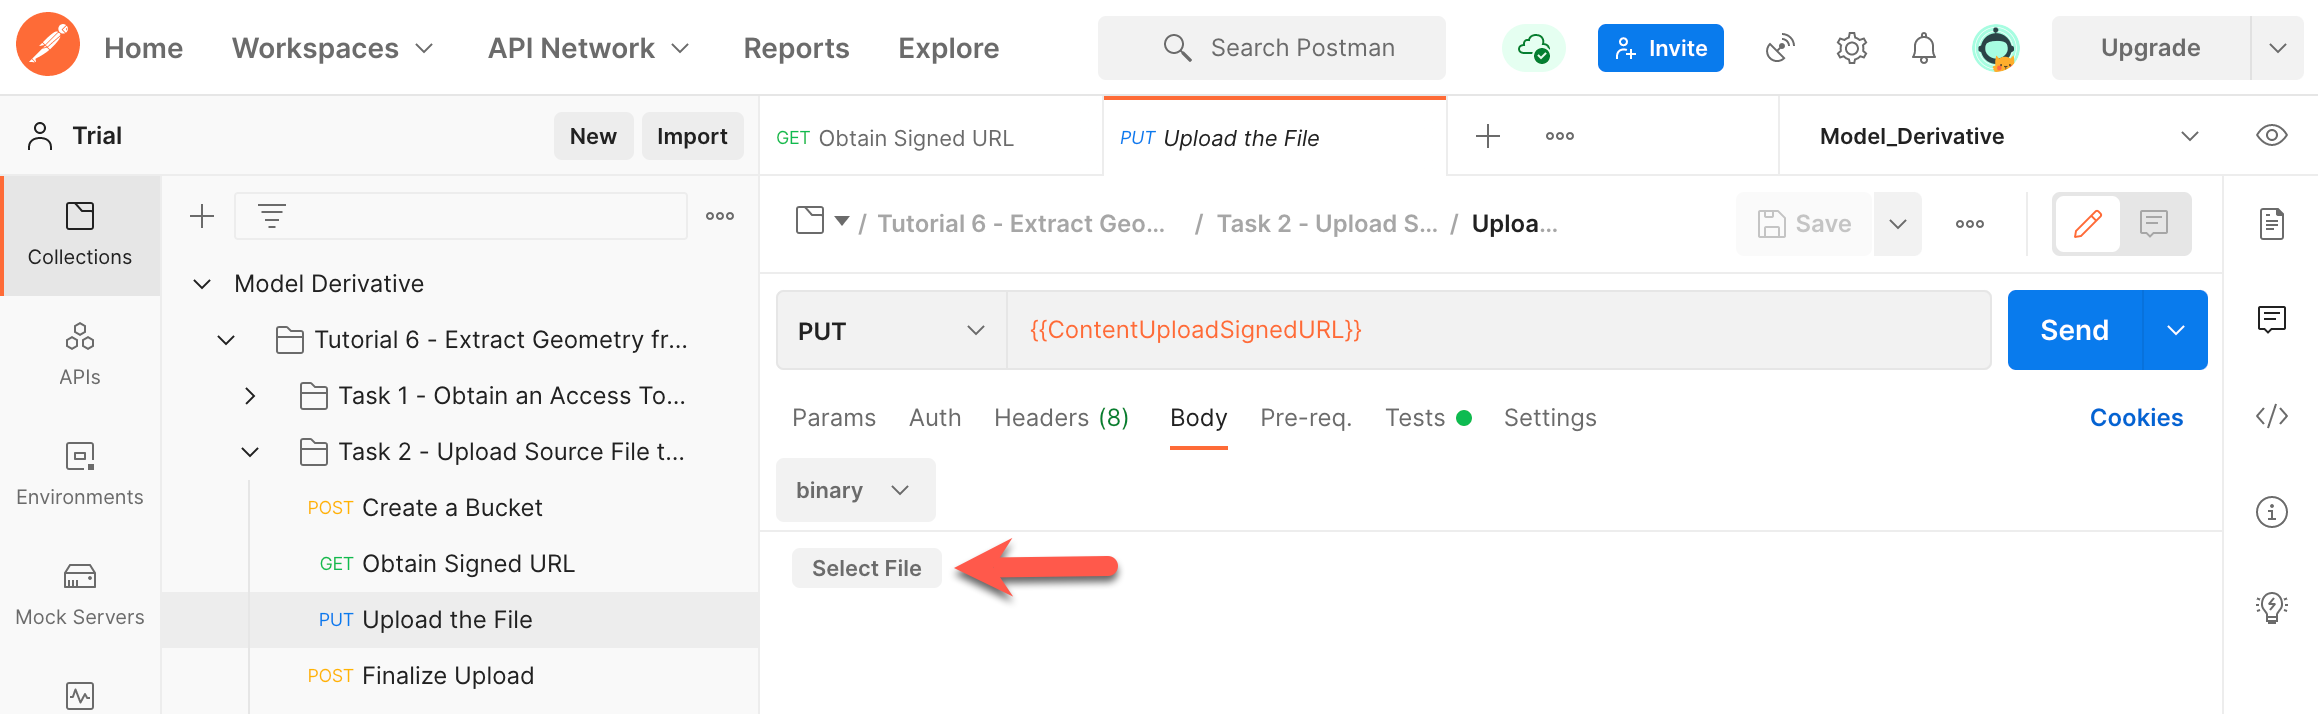 Home Workspaces API Network Reports Explore Search Postman Invite Upgrade
Trial New Import
GET Obtain Signed URL PUT Upload the File Model_Derivative
Collections
APIs
Environments
Mock Servers
Model Derivative
Tutorial 6 - Extract Geometry fr...
Task 1 - Obtain an Access To...
Task 2 - Upload Source File t...
POST Create a Bucket
GET Obtain Signed URL
PUT Upload the File
POST Finalize Upload
/ Tutorial 6 - Extract Geo... / Task 2 - Upload S... / Uploa... Save
PUT {{ContentUploadSignedURL}} Send
Params Auth Headers (8) Body Pre-req. Tests Settings Cookies
binary
Select File